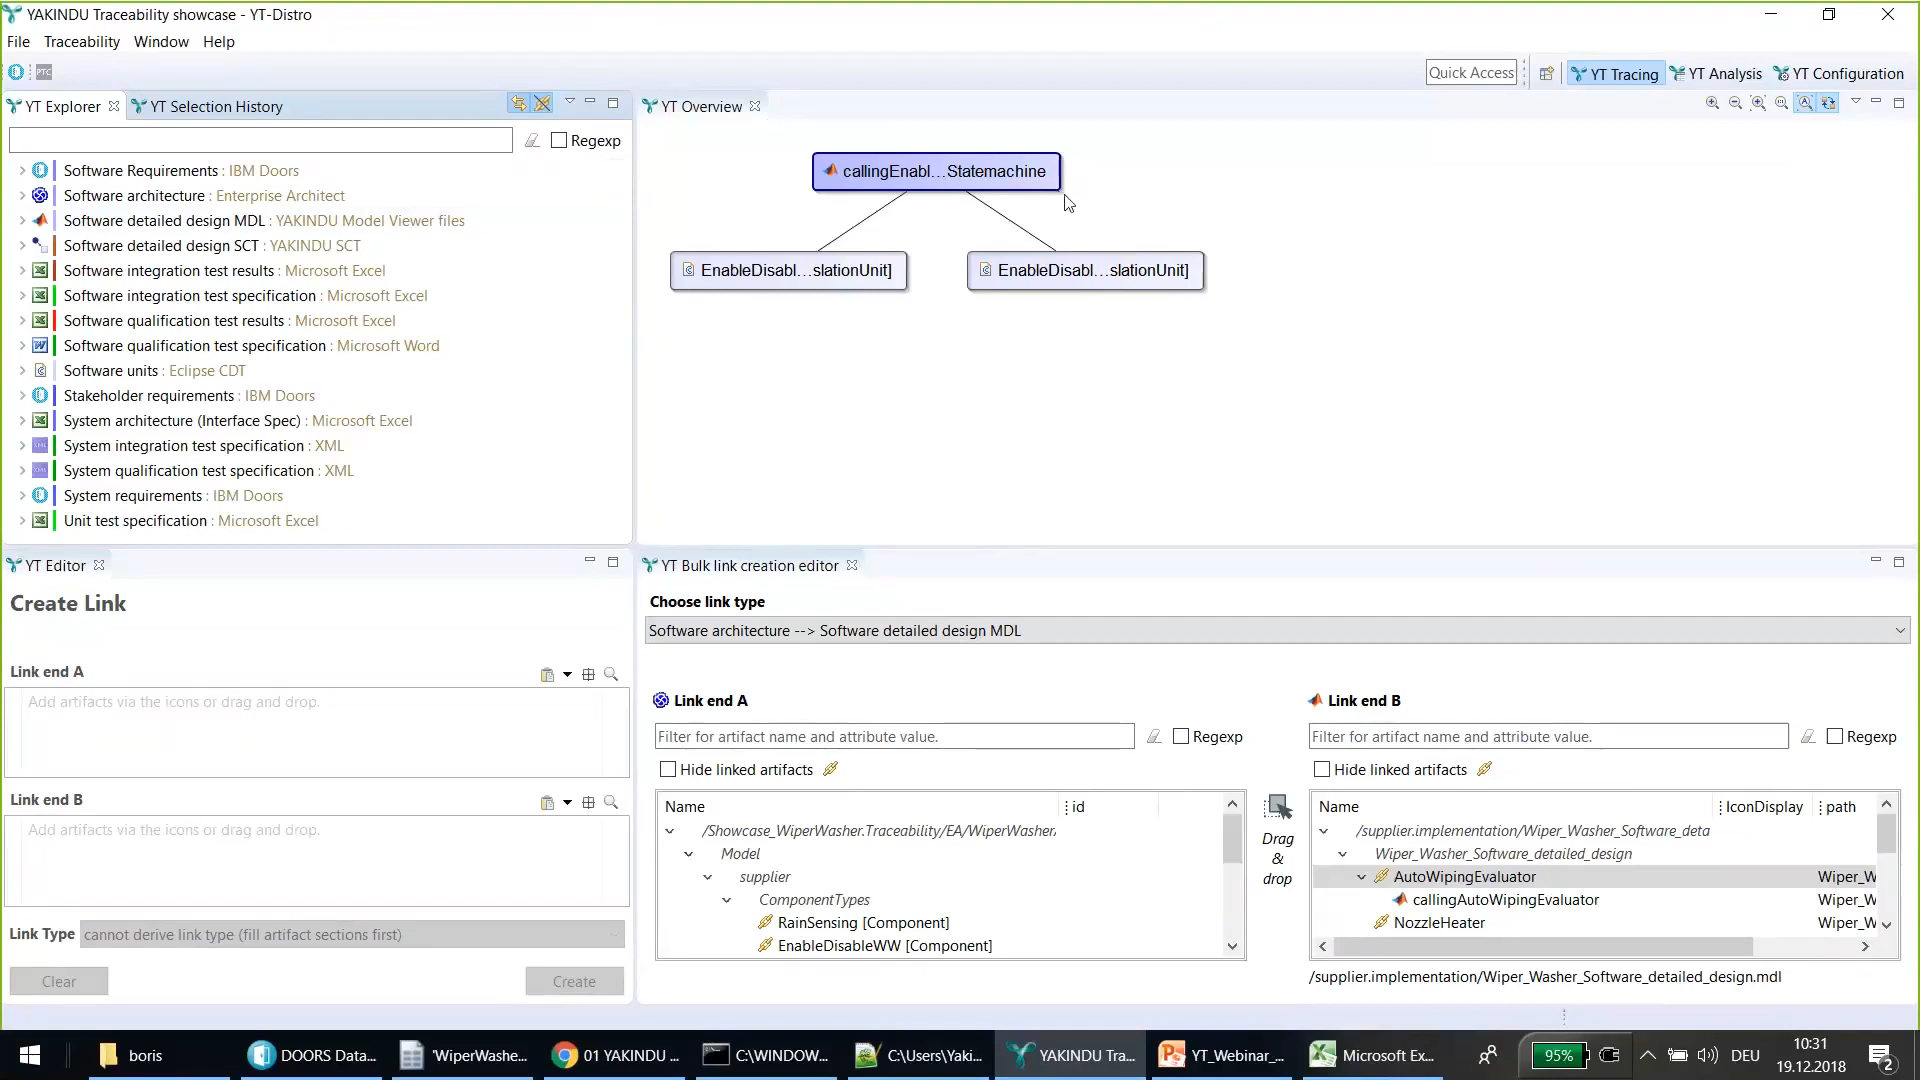 YAKINDU Traceability showcase - YT-Distro
File Traceability Window Help
PTC
Quick Access
YT Tracing YT Analysis YT Configuration
YT Explorer YT Selection History
YT Overview
Regexp
callingEnabl...Statemachine
Software Requirements : IBM Doors
Software architecture : Enterprise Architect
Software detailed design MDL : YAKINDU Model Viewer files
Software detailed design SCT : YAKINDU SCT
Software integration test results : Microsoft Excel
Software integration test specification : Microsoft Excel
Software qualification test results : Microsoft Excel
Software qualification test specification : Microsoft Word
Software units : Eclipse CDT
Stakeholder requirements : IBM Doors
System architecture (Interface Spec) : Microsoft Excel
System integration test specification : XML
System qualification test specification : XML
System requirements : IBM Doors
Unit test specification : Microsoft Excel
EnableDisabl...slationUnit] EnableDisabl...slationUnit]
YT Editor
Create Link
Link end A
Add artifacts via the icons or drag and drop.
Link end B
Add artifacts via the icons or drag and drop.
Link Type cannot derive link type (fill artifact sections first)
Clear Create
YT Bulk link creation editor
Choose link type
Software architecture --> Software detailed design MDL
Link end A
Filter for artifact name and attribute value. Regexp
Hide linked artifacts
Name id
/Showcase_WiperWasher.Traceability/EA/WiperWasher.
Model
supplier
ComponentTypes
RainSensing [Component]
EnableDisableWW [Component]
Drag
&
drop
Link end B
Filter for artifact name and attribute value. Regexp
Hide linked artifacts
Name IconDisplay path
/supplier.implementation/Wiper_Washer_Software_deta
Wiper_Washer_Software_detailed_design
AutoWipingEvaluator Wiper_W
callingAutoWipingEvaluator Wiper_W
NozzleHeater Wiper_W
/supplier.implementation/Wiper_Washer_Software_detailed_design.mdl
boris DOORS Data... 'WiperWashe... 01 YAKINDU ... C:\WINDOW... C:\Users\Yaki... YAKINDU Tra... YT_Webinar_... Microsoft Ex... 95% DEU 10:31
19.12.2018 2